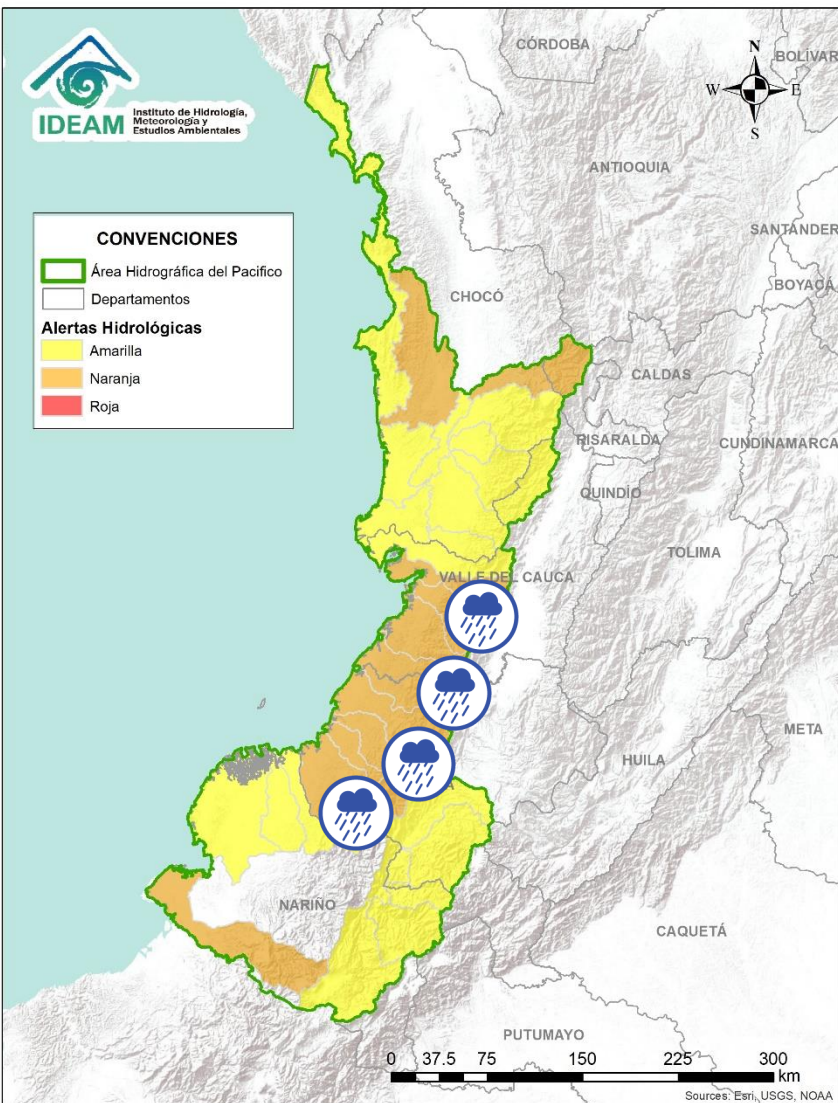 IDEAM
Instituto de Hidrología,
Meteorología y
Estudios Ambientales
CÓRDOBA
BOLÍVAR
N
W
E
S
ANTIOQUIA
SANTANDER
BOYACÁ
CONVENCIONES
Área Hidrográfica del Pacifico
Departamentos
Alertas Hidrológicas
Amarilla
Naranja
Roja
CHOCÓ
CALDAS
RISARALDA
CUNDINAMARCA
QUINDÍO
TOLIMA
VALLE DEL CAUCA
META
HUILA
NARIÑO
CAQUETÁ
PUTUMAYO
0 37.5 75 150 225 300
km
Sources: Esri, USGS, NOAA